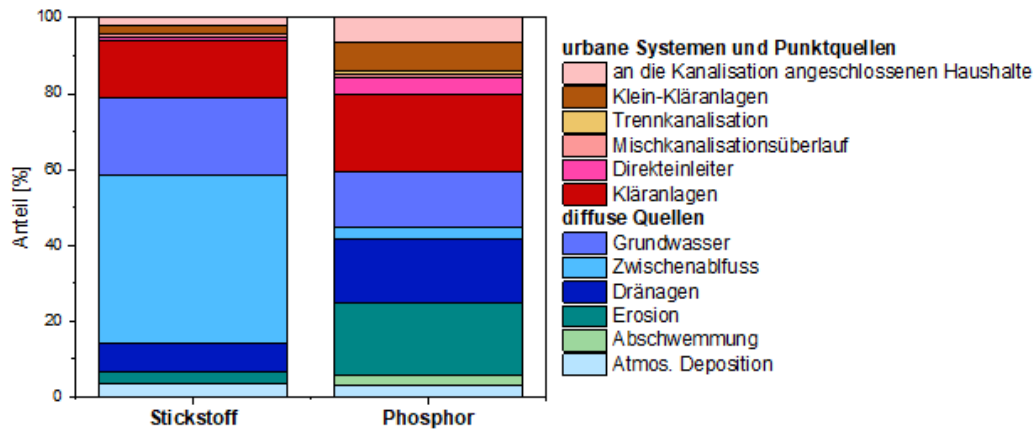 100
80
60
40
20
0
Anteil [%]
Stickstoff
Phosphor
urbane Systemen und Punktquellen
an die Kanalisation angeschlossenen Haushalte
Klein-Kläranlagen
Trennkanalisation
Mischkanalisationsüberlauf
Direkteinleiter
Kläranlagen
diffuse Quellen
Grundwasser
Zwischenablfuss
Dränagen
Erosion
Abschwemmung
Atmos. Deposition